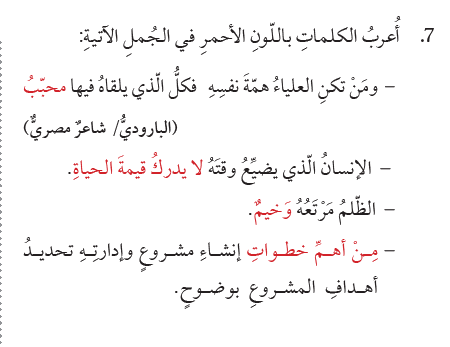 7. أُعربُ الكلماتِ باللّونِ الأحمرِ في الجُملِ الآتيةِ:
– ومَنْ تكنِ العلياءُ همّةَ نفسِهِ فكلُّ الّذي يلقاهُ فيها محبّبُ
(الباروديُّ/ شاعرٌ مصريٌّ)
– الإنسانُ الّذي يضيِّعُ وقتَهُ لا يدركُ قيمةَ الحياةِ.
– الظّلمُ مَرْتَعُهُ وَخيمٌ.
– مِنْ أهمِّ خطواتِ إنشاءِ مشروعٍ وإدارتِهِ تحديدُ
أهدافِ المشروعِ بوضوحٍ.